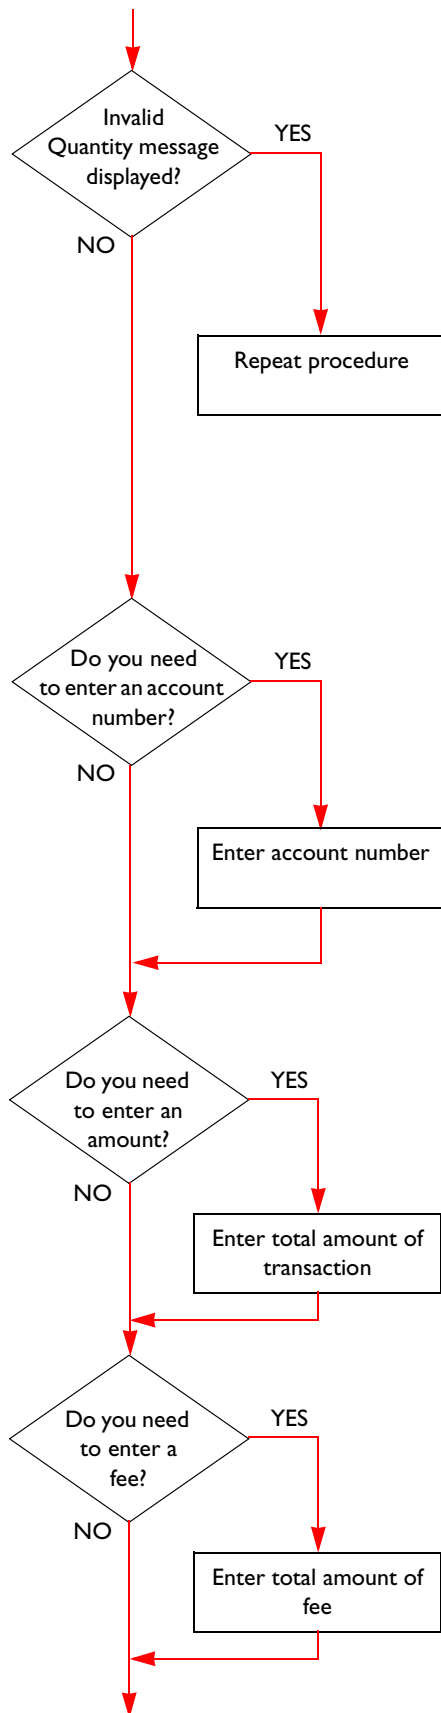 Invalid
Quantity message
displayed?
YES
NO
Repeat procedure
Do you need
to enter an account
number?
YES
NO
Enter account number
Do you need
to enter an
amount?
YES
NO
Enter total amount of
transaction
Do you need
to enter a
fee?
YES
NO
Enter total amount of
fee